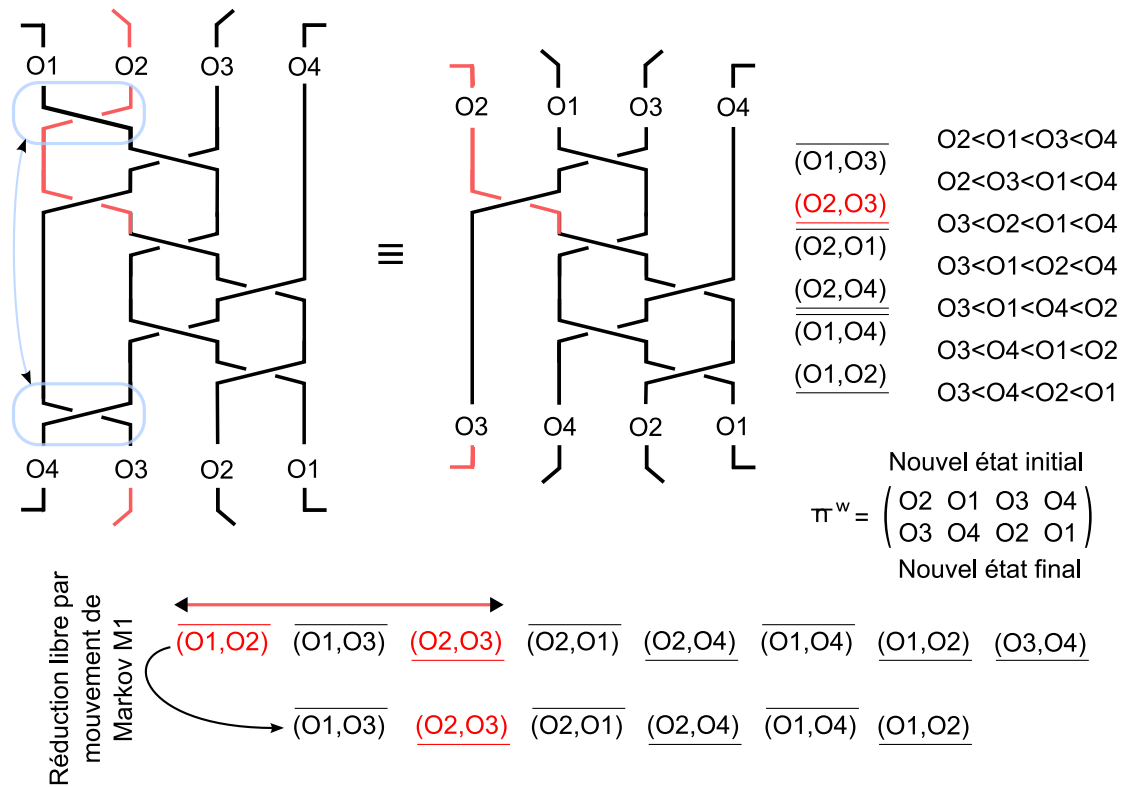 O1 O2 O3 O4
O4 O3 O2 O1
≡
O2 O1 O3 O4
O3 O4 O2 O1
(O1,O3)
(O2,O3)
(O2,O1)
(O2,O4)
(O1,O4)
(O1,O2)
O2<O1<O3<O4
O2<O3<O1<O4
O3<O2<O1<O4
O3<O1<O2<O4
O3<O1<O4<O2
O3<O4<O1<O2
O3<O4<O2<O1
Nouvel état initial
π^w = ( O2 O1 O3 O4
O3 O4 O2 O1 )
Nouvel état final
Réduction libre par
mouvement de
Markov M1
(O1,O2) (O1,O3) (O2,O3) (O2,O1) (O2,O4) (O1,O4) (O1,O2) (O3,O4)
(O1,O3) (O2,O3) (O2,O1) (O2,O4) (O1,O4) (O1,O2)